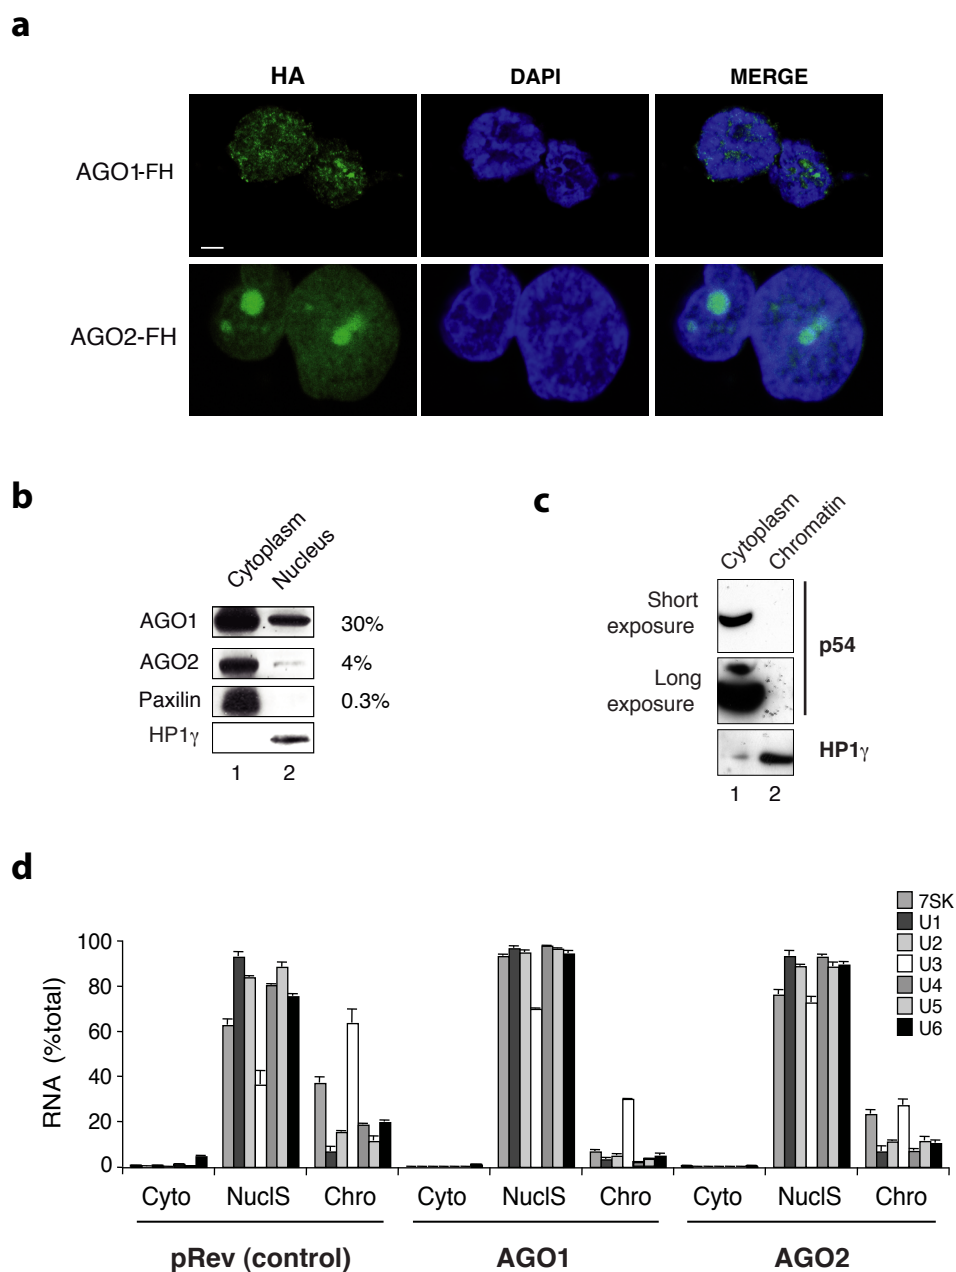 a
HA DAPI MERGE
AGO1-FH
AGO2-FH
b
Cytoplasm
Nucleus
AGO1 30%
AGO2 4%
Paxilin 0.3%
HP1γ
1 2
c
Cytoplasm
Chromatin
Short
exposure
p54
Long
exposure
HP1γ
1 2
d
7SK
U1
U2
U3
U4
U5
U6
RNA (%total)
100
80
60
40
20
0
Cyto NuclS Chro Cyto NuclS Chro Cyto NuclS Chro
pRev (control) AGO1 AGO2